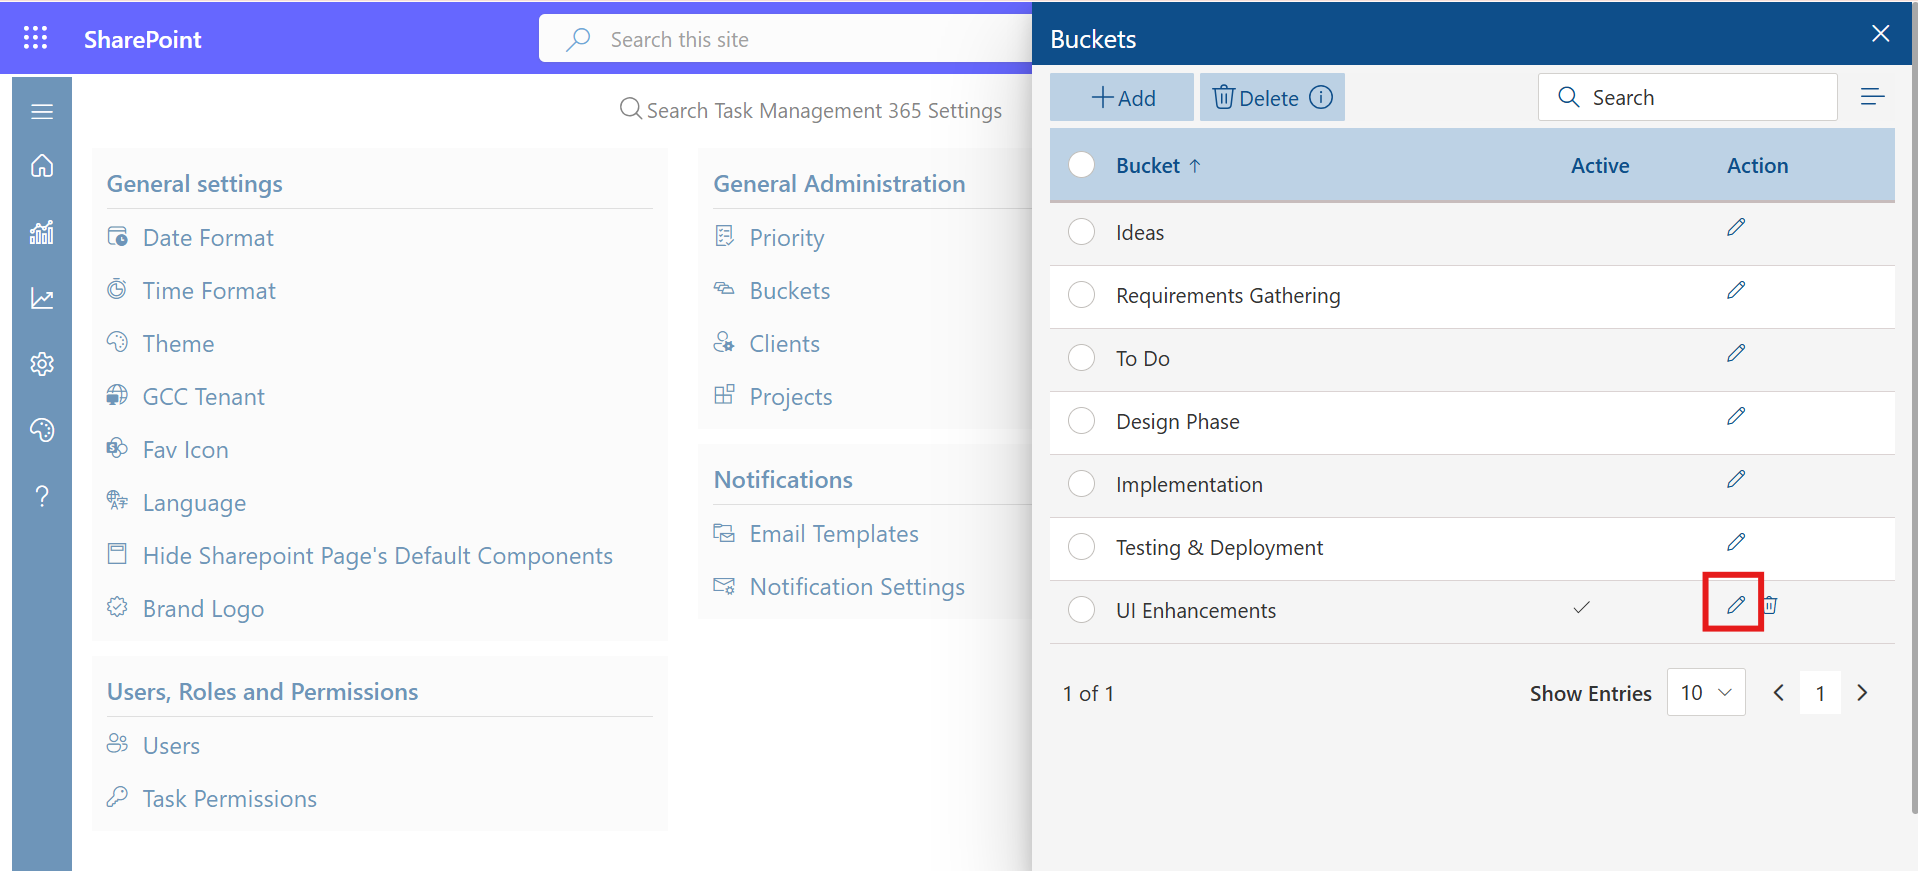 SharePoint
Search this site
Search Task Management 365 Settings
General settings
Date Format
Time Format
Theme
GCC Tenant
Fav Icon
Language
Hide Sharepoint Page's Default Components
Brand Logo
Users, Roles and Permissions
Users
Task Permissions
General Administration
Priority
Buckets
Clients
Projects
Notifications
Email Templates
Notification Settings
Buckets
Add Delete Search
Bucket Active Action
Ideas
Requirements Gathering
To Do
Design Phase
Implementation
Testing & Deployment
UI Enhancements
1 of 1 Show Entries 10 1